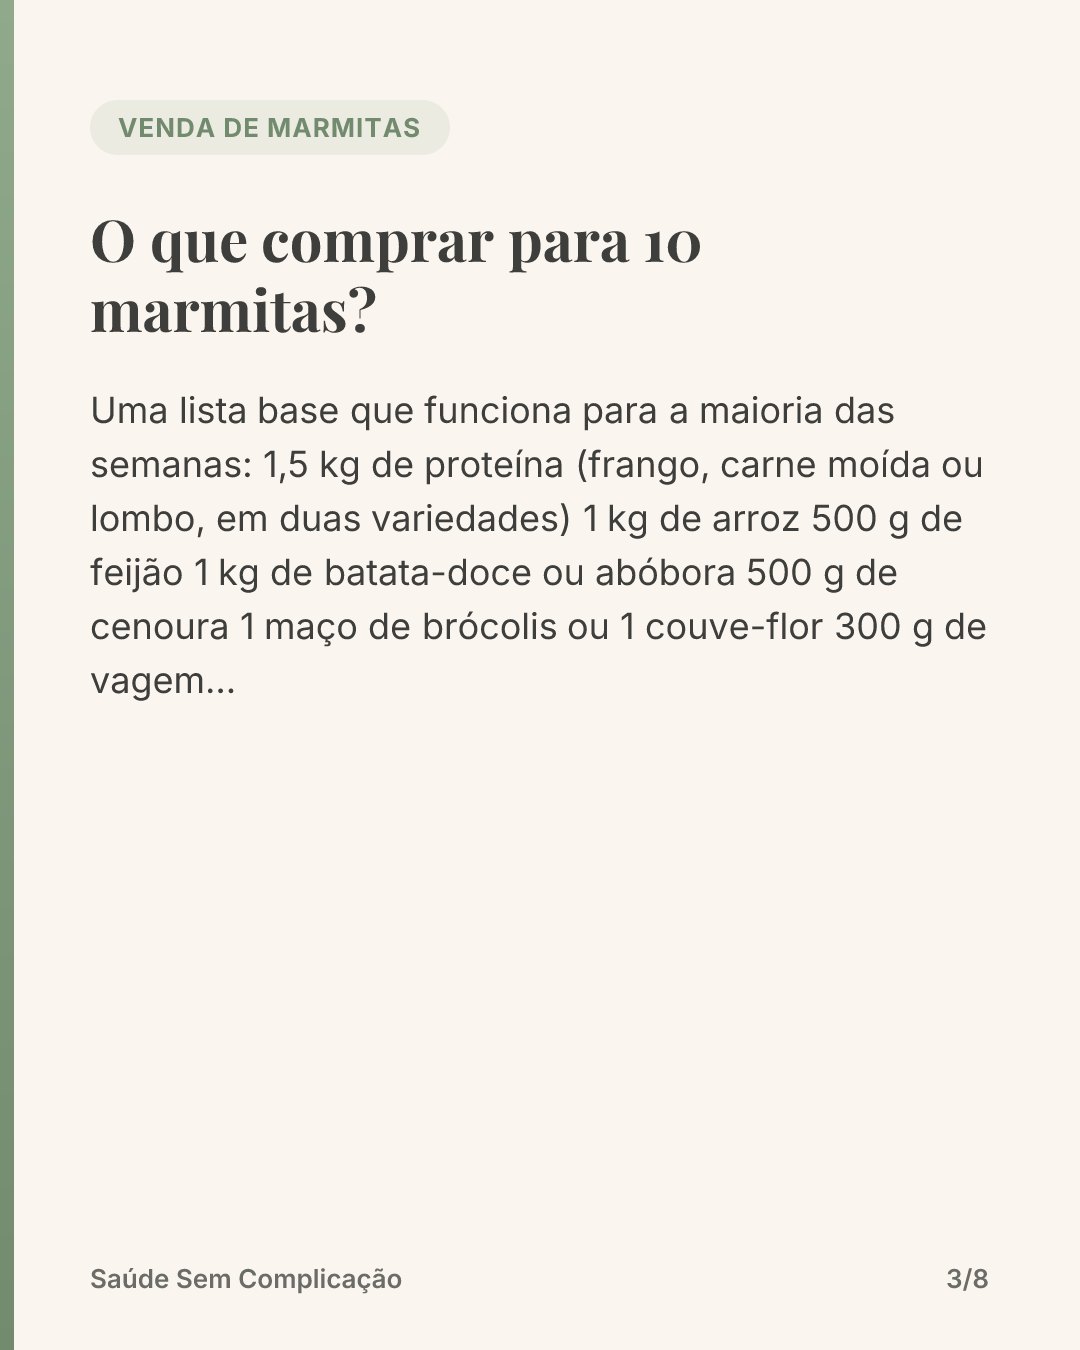 VENDA DE MARMITAS
O que comprar para 10
marmitas?
Uma lista base que funciona para a maioria das
semanas: 1,5 kg de proteína (frango, carne moída ou
lombo, em duas variedades) 1 kg de arroz 500 g de
feijão 1 kg de batata-doce ou abóbora 500 g de
cenoura 1 maço de brócolis ou 1 couve-flor 300 g de
vagem...
Saúde Sem Complicação
3/8